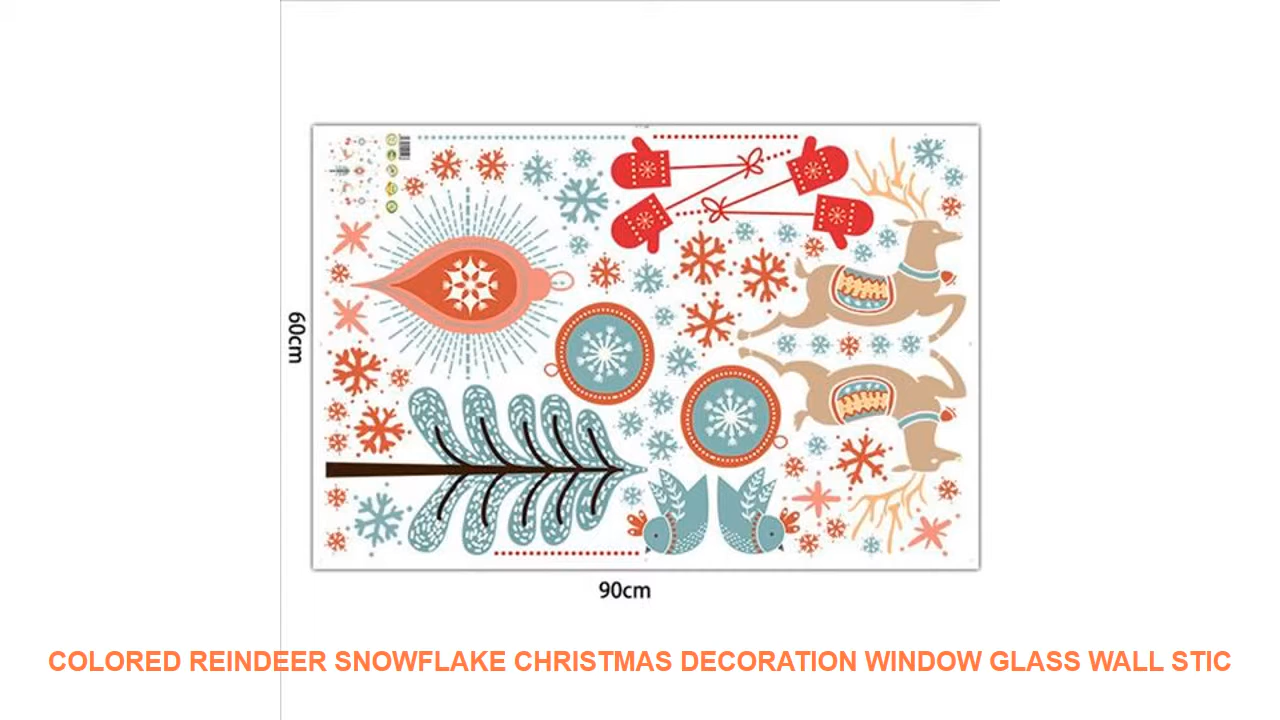 60cm
90cm
COLORED REINDEER SNOWFLAKE CHRISTMAS DECORATION WINDOW GLASS WALL STIC